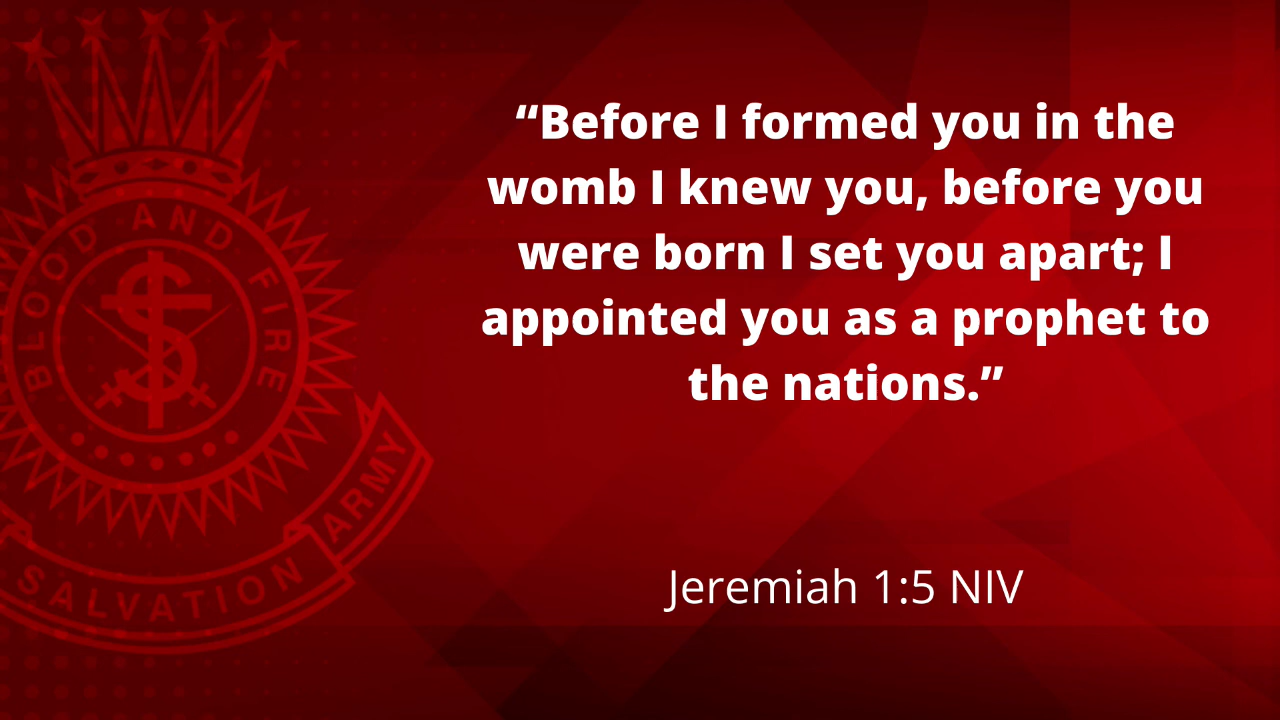 “Before I formed you in the
womb I knew you, before you
were born I set you apart; I
appointed you as a prophet to
the nations.”
Jeremiah 1:5 NIV
BLOOD AND FIRE
S
SALVATION ARMY